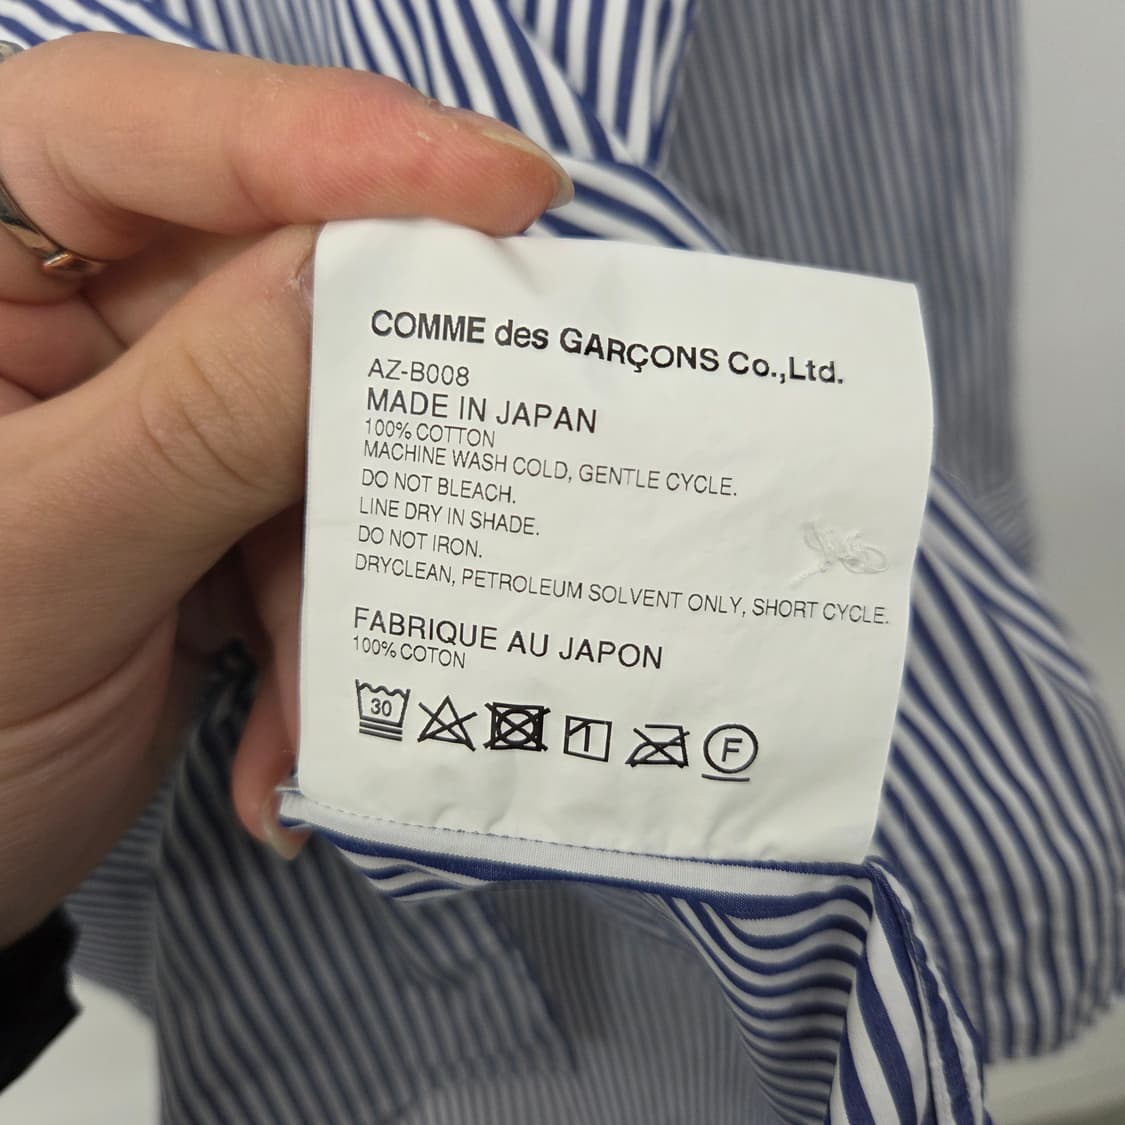 COMME des GARÇONS Co.,Ltd.
AZ-B008
MADE IN JAPAN
100% COTTON
MACHINE WASH COLD, GENTLE CYCLE.
DO NOT BLEACH.
LINE DRY IN SHADE.
DO NOT IRON.
DRYCLEAN, PETROLEUM SOLVENT ONLY, SHORT CYCLE.
FABRIQUE AU JAPON
100% COTON
30 F